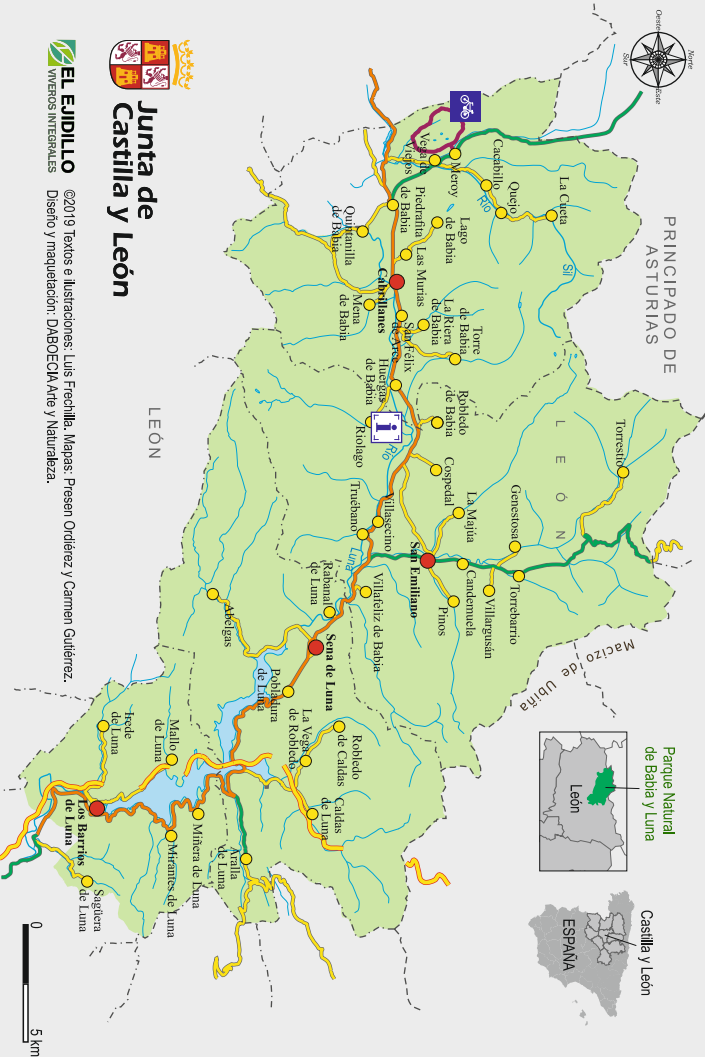 Norte
Este
Oeste
Sur
PRINCIPADO DE
ASTURIAS
Macizo de Ubiña
Parque Natural
de Babia y Luna
León
Castilla y León
ESPAÑA
LEÓN
LEÓN
La Cueta
Quejo
Cacabillo
Meroy
Vega de
Viejos
Río
Sil
Piedrafita
de Babia
Quintanilla
de Babia
Lago
de Babia
Las Murias
Cabrillanes
Mena
de Babia
La Riera
de Babia
San Félix
de Arce
Torre
de Babia
Huergas
de Babia
Riolago
i
Río
Luna
Robledo
de Babia
Cospedal
La Majúa
Torrestío
Genestosa
Torrebarrio
Villargusán
Candemuela
San Emiliano
Pinos
Villasecino
Truébano
Villafeliz de Babia
Rabanal
de Luna
Sena de Luna
Abelgas
Pobladura
de Luna
La Vega
de Robledo
Robledo
de Caldas
Caldas
de Luna
Aralla
de Luna
Miñera de Luna
Mirantes de Luna
Mallo
de Luna
Irede
de Luna
Los Barrios
de Luna
Sagüera
de Luna
0
5 km
Junta de
Castilla y León
EL EJIDILLO
VIVEROS INTEGRALES
©2019 Textos e ilustraciones: Luis Frechilla. Mapas: Presen Ordiérez y Carmen Gutiérrez.
Diseño y maquetación: DABOECIA Arte y Naturaleza.